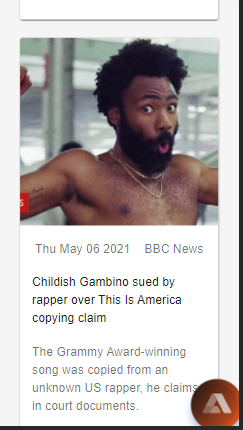 Thu May 06 2021 BBC News
Childish Gambino sued by
rapper over This Is America
copying claim
The Grammy Award-winning
song was copied from an
unknown US rapper, he claims
in court documents.